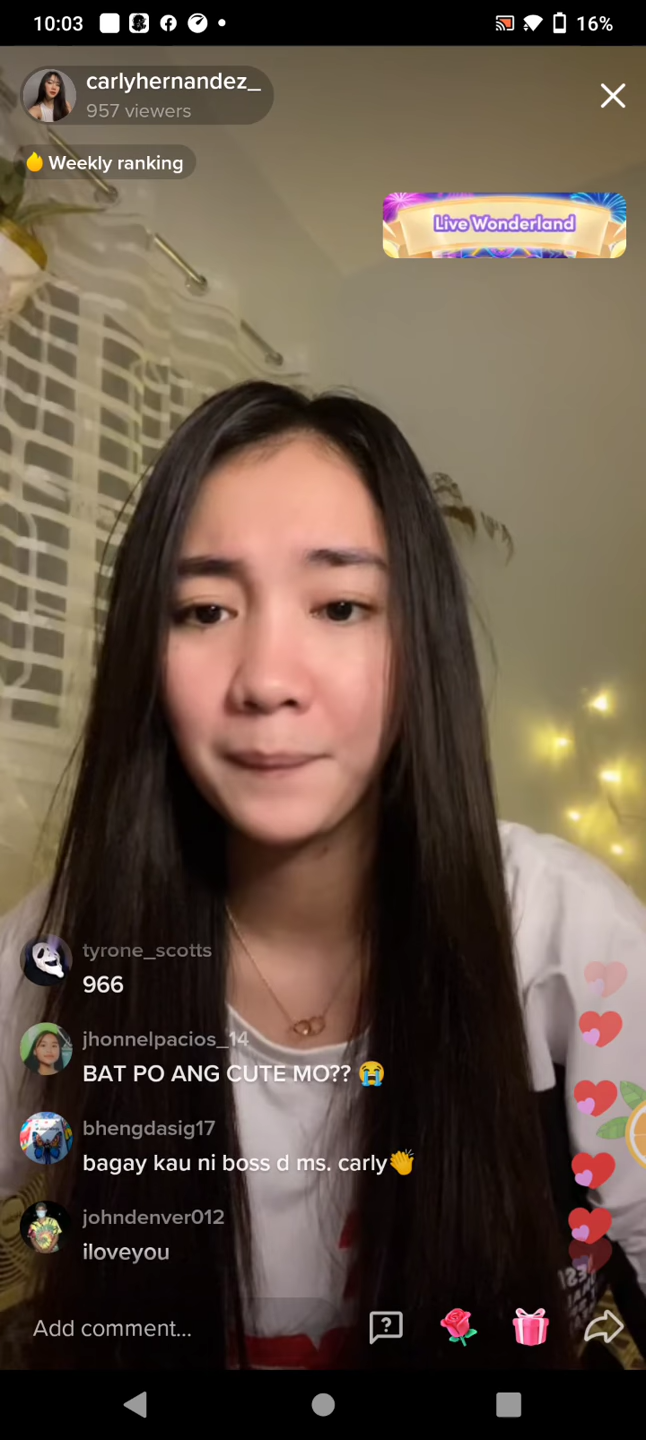 10:03
16%
carlyhernandez_
957 viewers
Weekly ranking
Live Wonderland
tyrone_scotts
966
jhonnelpacios_14
BAT PO ANG CUTE MO?? 😭
bhengdasig17
bagay kau ni boss d ms. carly👏
johndenver012
iloveyou
Add comment...